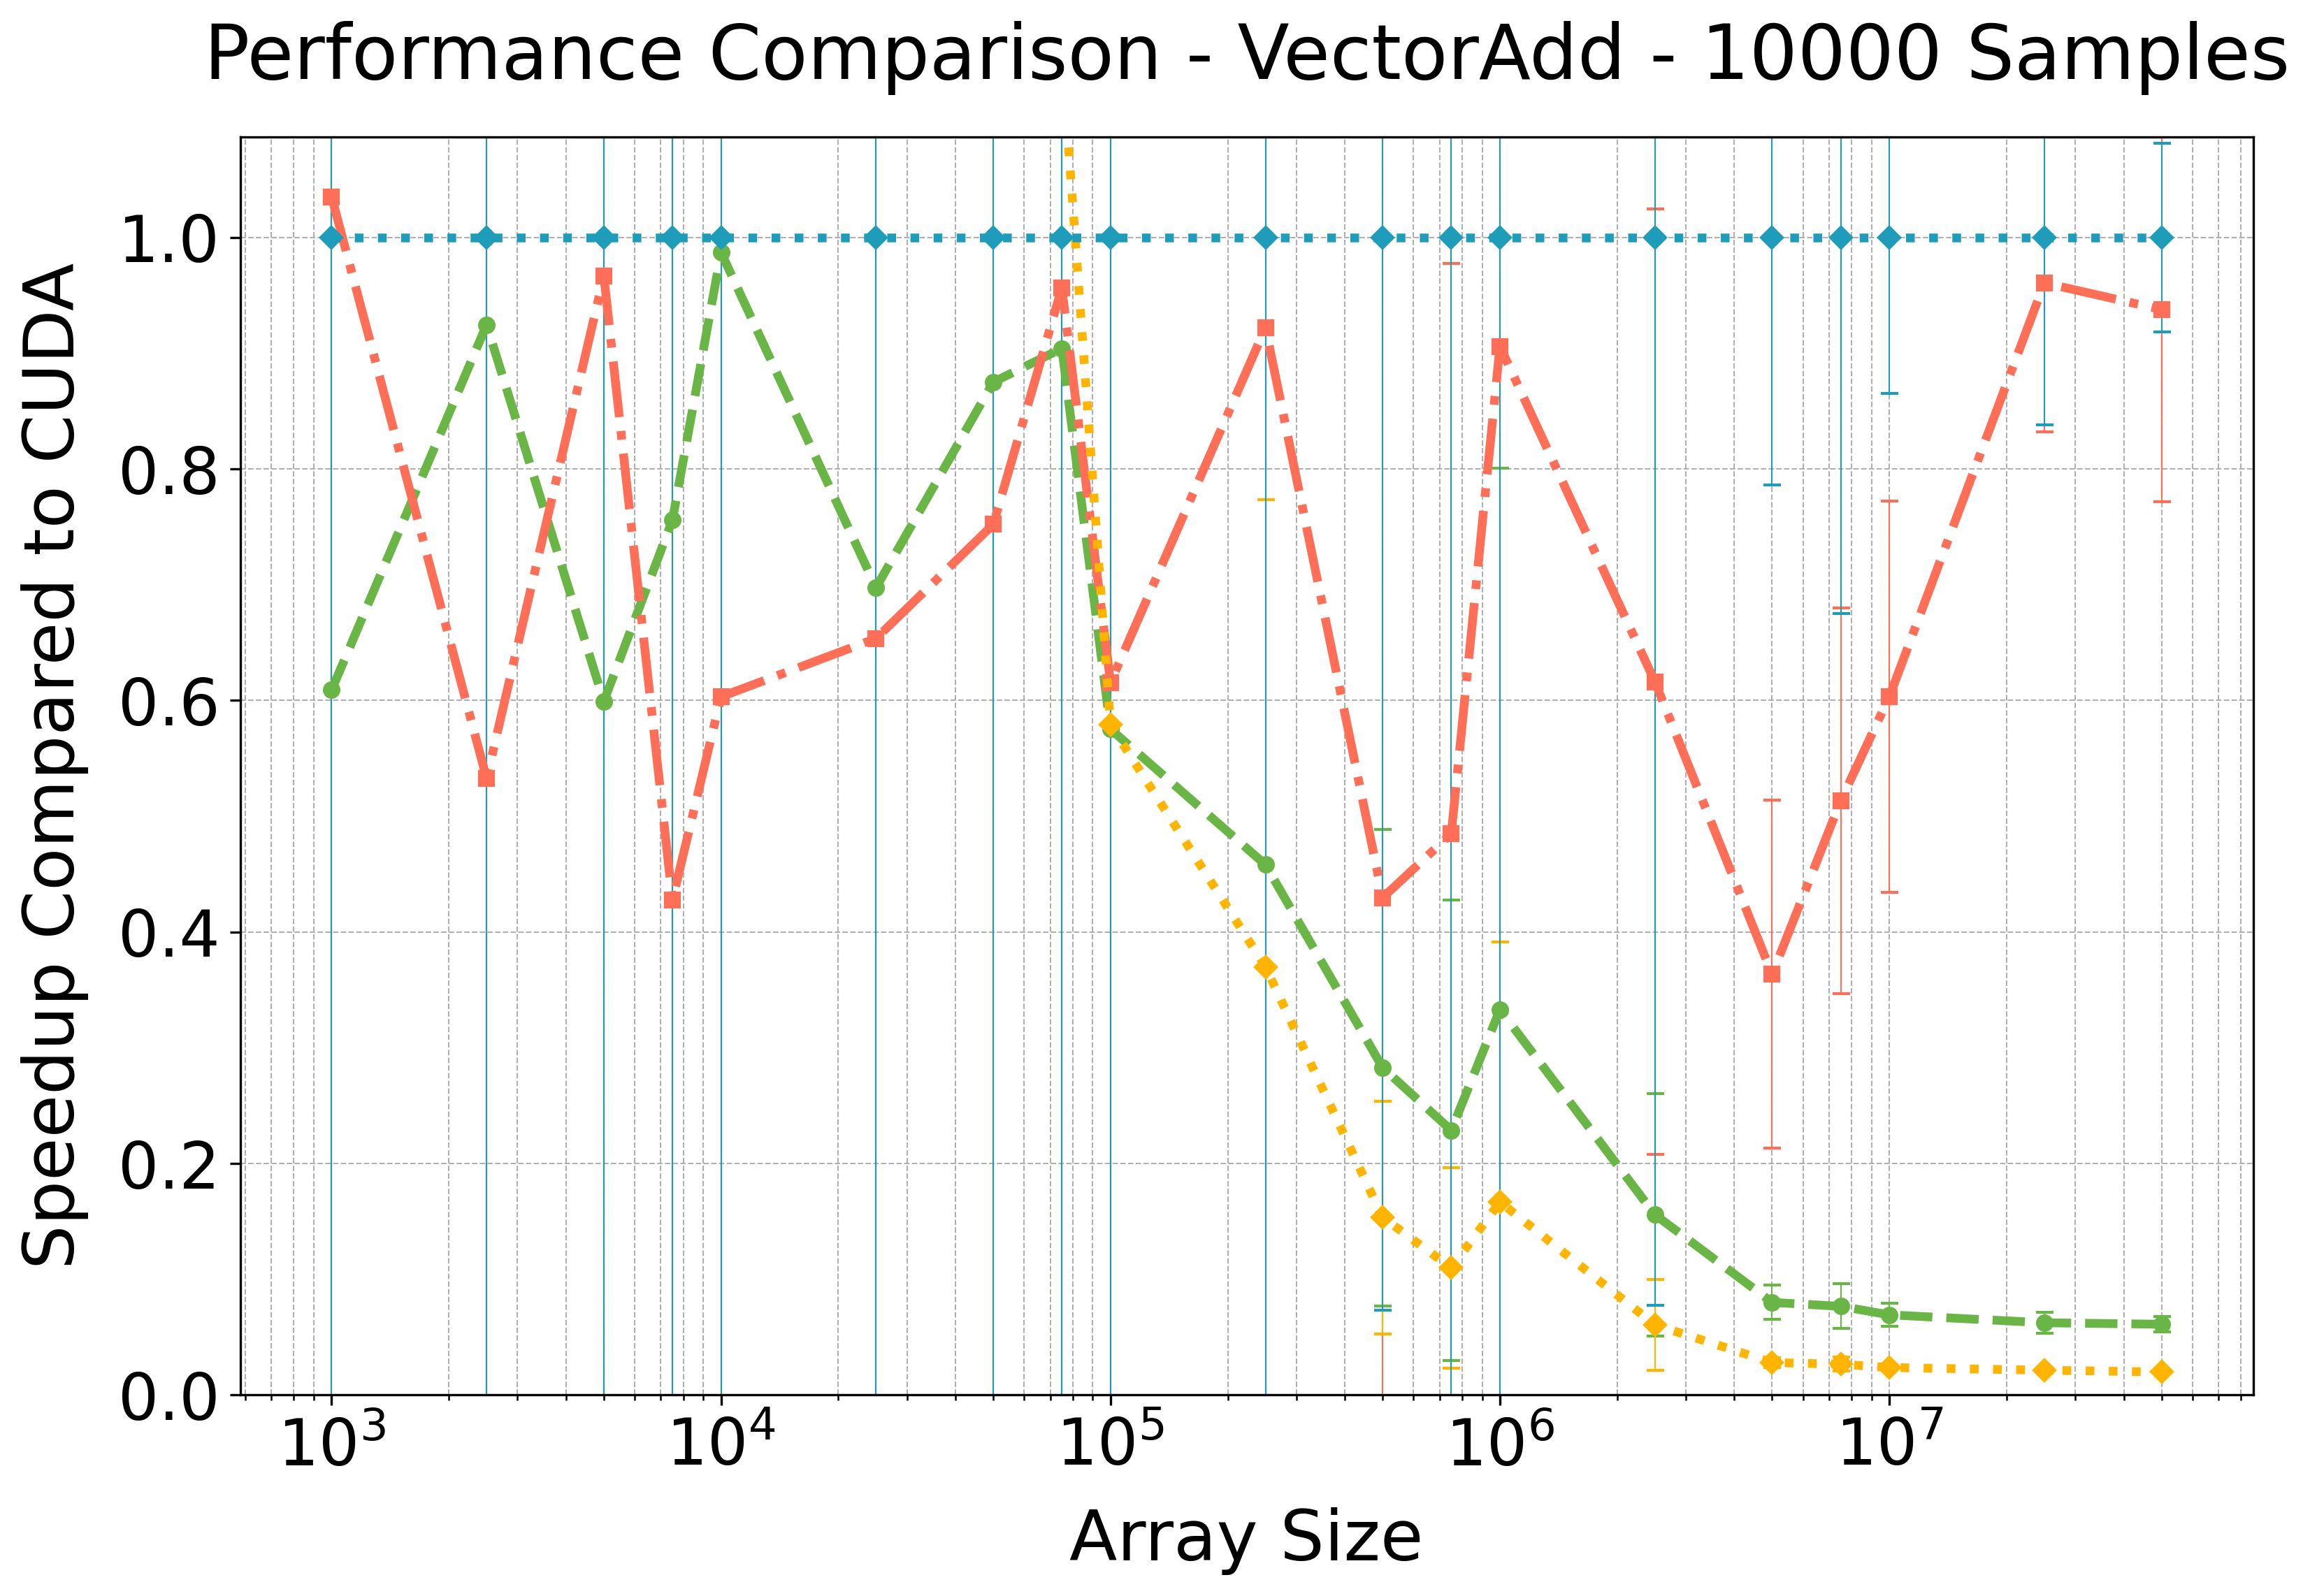 Performance Comparison - VectorAdd - 10000 Samples
Speedup Compared to CUDA
1.0
0.8
0.6
0.4
0.2
0.0
10³ 10⁴ 10⁵ 10⁶ 10⁷
Array Size